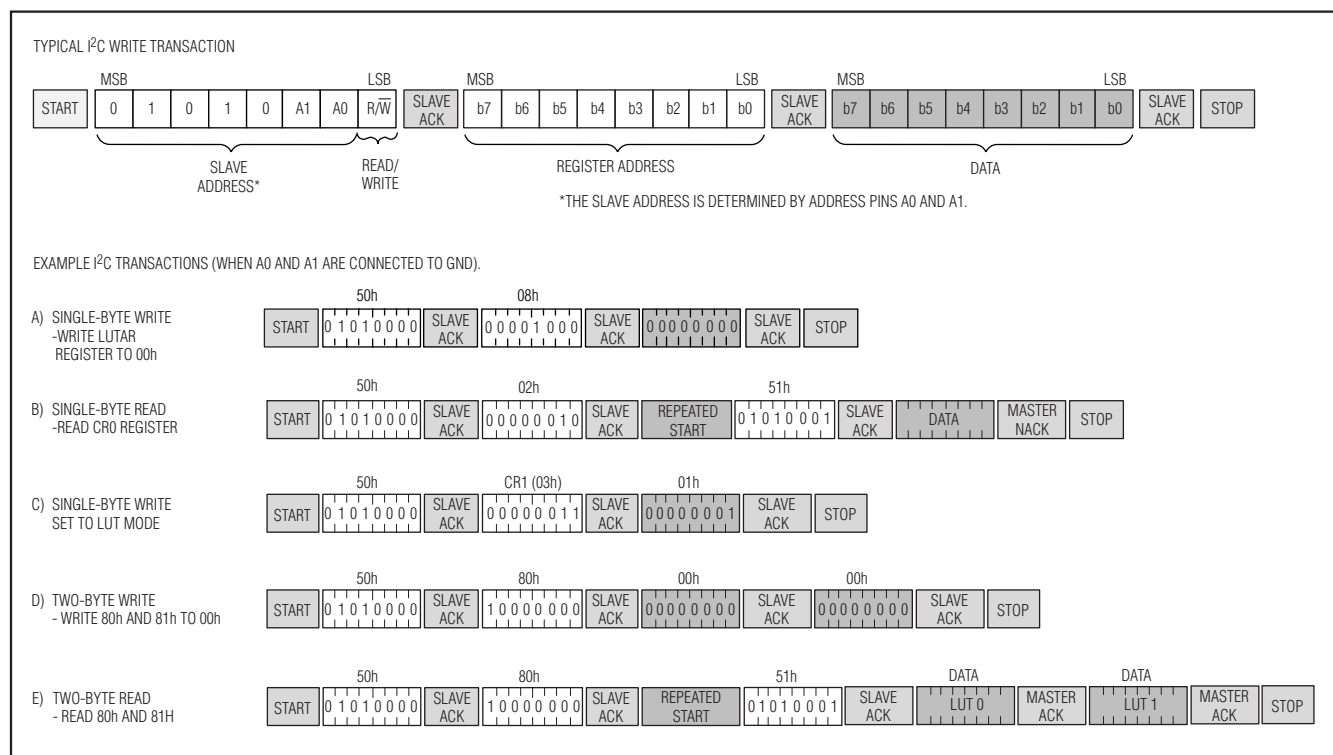 TYPICAL I2C WRITE TRANSACTION
MSB LSB MSB LSB MSB LSB
START 0 1 0 1 0 A1 A0 R/W SLAVE ACK b7 b6 b5 b4 b3 b2 b1 b0 SLAVE ACK b7 b6 b5 b4 b3 b2 b1 b0 SLAVE ACK STOP
SLAVE ADDRESS* READ/WRITE REGISTER ADDRESS DATA
*THE SLAVE ADDRESS IS DETERMINED BY ADDRESS PINS A0 AND A1.
EXAMPLE I2C TRANSACTIONS (WHEN A0 AND A1 ARE CONNECTED TO GND).
50h 08h
A) SINGLE-BYTE WRITE
-WRITE LUTAR
REGISTER TO 00h
START 0 1 0 1 0 0 0 0 SLAVE ACK 0 0 0 0 1 0 0 0 SLAVE ACK 0 0 0 0 0 0 0 0 SLAVE ACK STOP
50h 02h 51h
B) SINGLE-BYTE READ
-READ CR0 REGISTER
START 0 1 0 1 0 0 0 0 SLAVE ACK 0 0 0 0 0 0 1 0 SLAVE ACK REPEATED START 0 1 0 1 0 0 0 1 SLAVE ACK DATA MASTER NACK STOP
50h CR1 (03h) 01h
C) SINGLE-BYTE WRITE
SET TO LUT MODE
START 0 1 0 1 0 0 0 0 SLAVE ACK 0 0 0 0 0 0 1 1 SLAVE ACK 0 0 0 0 0 0 0 1 SLAVE ACK STOP
50h 80h 00h 00h
D) TWO-BYTE WRITE
- WRITE 80h AND 81h TO 00h
START 0 1 0 1 0 0 0 0 SLAVE ACK 1 0 0 0 0 0 0 0 SLAVE ACK 0 0 0 0 0 0 0 0 SLAVE ACK 0 0 0 0 0 0 0 0 SLAVE ACK STOP
50h 80h 51h DATA DATA
E) TWO-BYTE READ
- READ 80h AND 81H
START 0 1 0 1 0 0 0 0 SLAVE ACK 1 0 0 0 0 0 0 0 SLAVE ACK REPEATED START 0 1 0 1 0 0 0 1 SLAVE ACK LUT 0 MASTER ACK LUT 1 MASTER ACK STOP